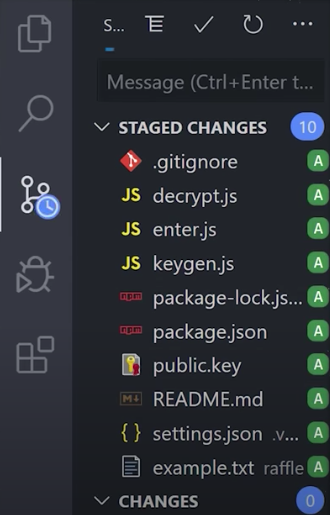 S...
Message (Ctrl+Enter t...
STAGED CHANGES 10
.gitignore A
JS decrypt.js A
JS enter.js A
JS keygen.js A
package-lock.js... A
package.json A
public.key A
M README.md A
{ } settings.json .v... A
example.txt raffle A
CHANGES 0